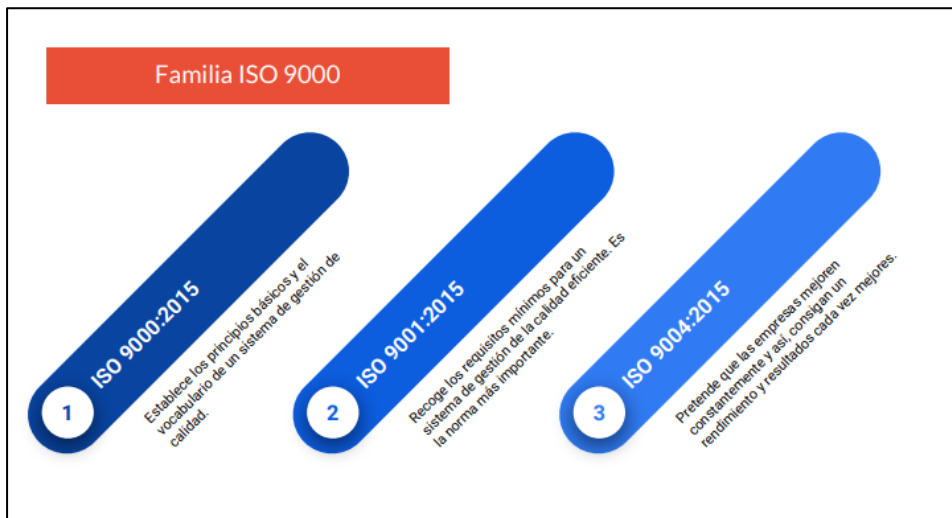 Familia ISO 9000
1
ISO 9000:2015
Establece los principios básicos y el
vocabulario de un sistema de gestión de
calidad.
2
ISO 9001:2015
Recoge los requisitos mínimos para un
sistema de gestión de la calidad eficiente. Es
la norma más importante.
3
ISO 9004:2015
Pretende que las empresas mejoren
constantemente y así, consigan un
rendimiento y resultados cada vez mejores.